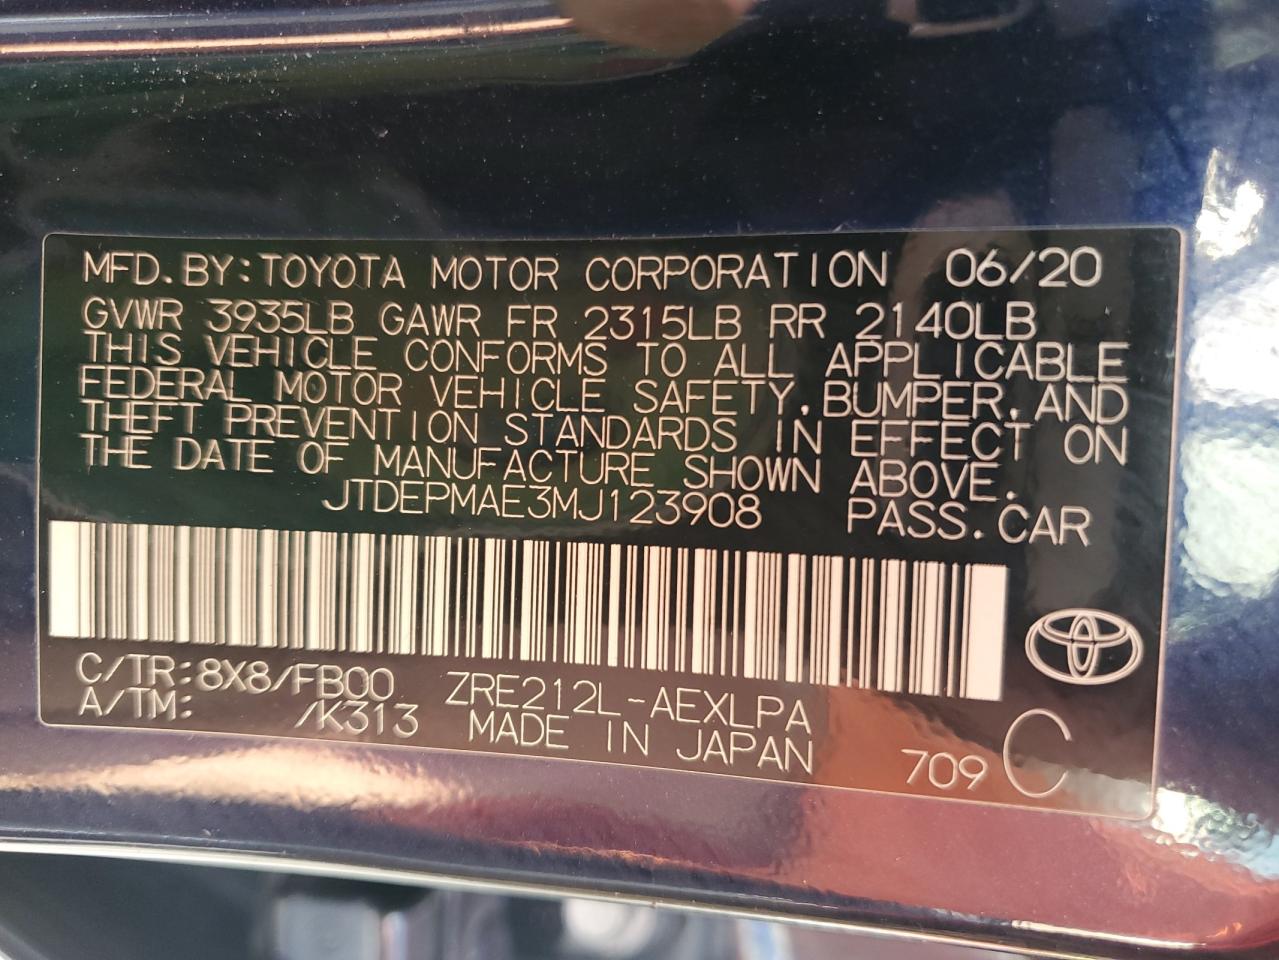 MFD.BY:TOYOTA MOTOR CORPORATION 06/20
GVWR 3935LB GAWR FR 2315LB RR 2140LB
THIS VEHICLE CONFORMS TO ALL APPLICABLE
FEDERAL MOTOR VEHICLE SAFETY,BUMPER,AND
THEFT PREVENTION STANDARDS IN EFFECT ON
THE DATE OF MANUFACTURE SHOWN ABOVE.
JTDEPMAE3MJ123908 PASS.CAR
C/TR:8X8/FB00 ZRE212L-AEXLPA
A/TM: /K313 MADE IN JAPAN
709 C